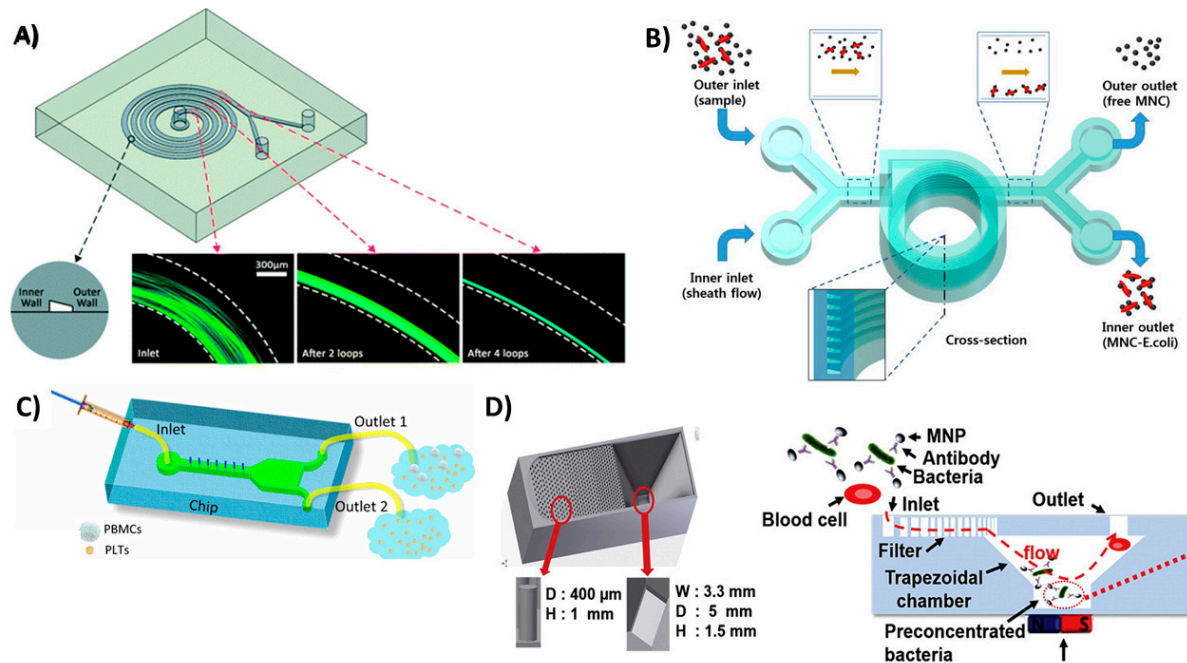 A)
Inner
Wall
Outer
Wall
300µm
Inlet
After 2 loops
After 4 loops
B)
Outer inlet
(sample)
Outer outlet
(free MNC)
Inner inlet
(sheath flow)
Cross-section
Inner outlet
(MNC-E.coli)
C)
Inlet
Outlet 1
Chip
Outlet 2
PBMCs
PLTs
D)
D : 400 µm
H : 1 mm
W : 3.3 mm
D : 5 mm
H : 1.5 mm
MNP
Antibody
Bacteria
Blood cell
Inlet
Outlet
Filter
flow
Trapezoidal
chamber
Preconcentrated
bacteria
N
S